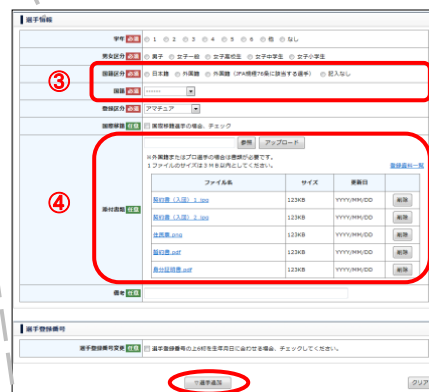 選手情報
学年 必須 1 2 3 4 5 6 他 なし
男女区分 必須 男子 女子一般 女子高校生 女子中学生 女子小学生
③ 国籍区分 必須 日本籍 外国籍 外国籍 (JFA規程78条に該当する選手) 記入なし
国籍 必須 ------
登録区分 必須 アマチュア
国際移籍 任意 国際移籍選手の場合、チェック
参照 アップロード
※外国籍またはプロ選手の場合は書類が必要です。
1ファイルのサイズは3MB以内としてください。 登録書料一覧
ファイル名 サイズ 更新日
④ 添付書類 任意
契約書 (入団) 1.jpg 123KB YYYY/MM/DD 削除
契約書 (入団) 2.jpg 123KB YYYY/MM/DD 削除
住民票.png 123KB YYYY/MM/DD 削除
誓約書.pdf 123KB YYYY/MM/DD 削除
身分証明書.pdf 123KB YYYY/MM/DD 削除
備考 任意
選手登録番号
選手登録番号変更 任意 選手登録番号の上6桁を生年月日に合わせる場合、チェックしてください。
↑選手追加 クリア